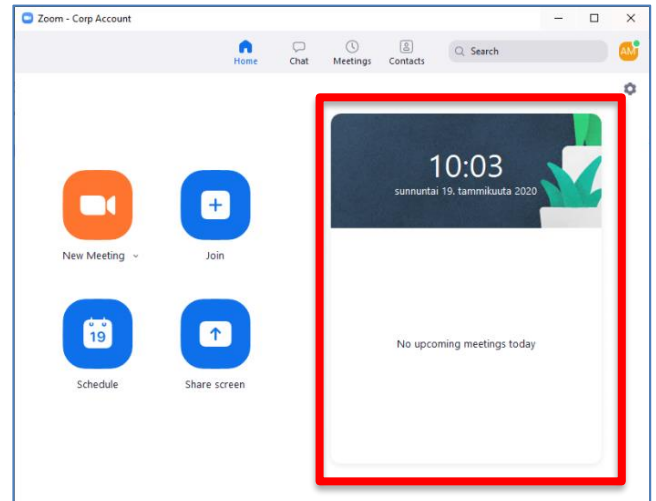 Zoom - Corp Account
Home Chat Meetings Contacts Search AM
10:03
sunnuntai 19. tammikuuta 2020
New Meeting Join
19
Schedule Share screen
No upcoming meetings today